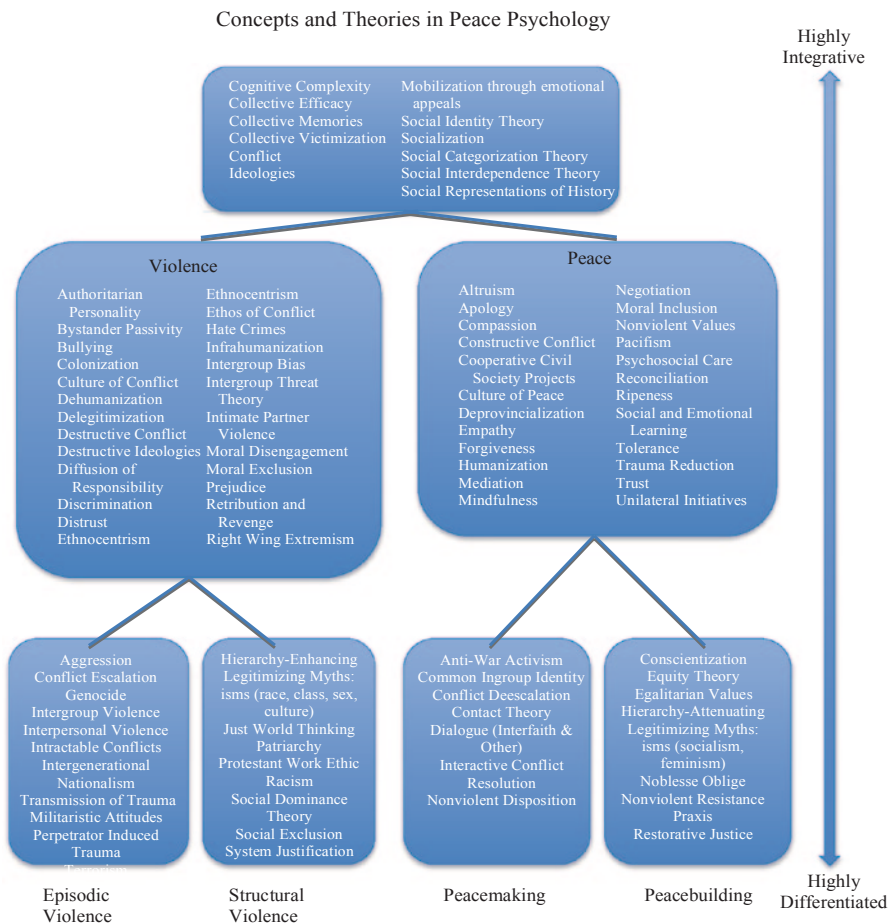 Concepts and Theories in Peace Psychology
Highly
Integrative
Cognitive Complexity
Collective Efficacy
Collective Memories
Collective Victimization
Conflict
Ideologies
Mobilization through emotional
appeals
Social Identity Theory
Socialization
Social Categorization Theory
Social Interdependence Theory
Social Representations of History
Violence
Authoritarian
Personality
Bystander Passivity
Bullying
Colonization
Culture of Conflict
Dehumanization
Delegitimization
Destructive Conflict
Destructive Ideologies
Diffusion of
Responsibility
Discrimination
Distrust
Ethnocentrism
Ethnocentrism
Ethos of Conflict
Hate Crimes
Infrahumanization
Intergroup Bias
Intergroup Threat
Theory
Intimate Partner
Violence
Moral Disengagement
Moral Exclusion
Prejudice
Retribution and
Revenge
Right Wing Extremism
Peace
Altruism
Apology
Compassion
Constructive Conflict
Cooperative Civil
Society Projects
Culture of Peace
Deprovincialization
Empathy
Forgiveness
Humanization
Mediation
Mindfulness
Negotiation
Moral Inclusion
Nonviolent Values
Pacifism
Psychosocial Care
Reconciliation
Ripeness
Social and Emotional
Learning
Tolerance
Trauma Reduction
Trust
Unilateral Initiatives
Aggression
Conflict Escalation
Genocide
Intergroup Violence
Interpersonal Violence
Intractable Conflicts
Intergenerational
Nationalism
Transmission of Trauma
Militaristic Attitudes
Perpetrator Induced
Trauma
Terrorism
Episodic
Violence
Hierarchy-Enhancing
Legitimizing Myths:
isms (race, class, sex,
culture)
Just World Thinking
Patriarchy
Protestant Work Ethic
Racism
Social Dominance
Theory
Social Exclusion
System Justification
Structural
Violence
Anti-War Activism
Common Ingroup Identity
Conflict Deescalation
Contact Theory
Dialogue (Interfaith &
Other)
Interactive Conflict
Resolution
Nonviolent Disposition
Peacemaking
Conscientization
Equity Theory
Egalitarian Values
Hierarchy-Attenuating
Legitimizing Myths:
isms (socialism,
feminism)
Noblesse Oblige
Nonviolent Resistance
Praxis
Restorative Justice
Peacebuilding
Highly
Differentiated